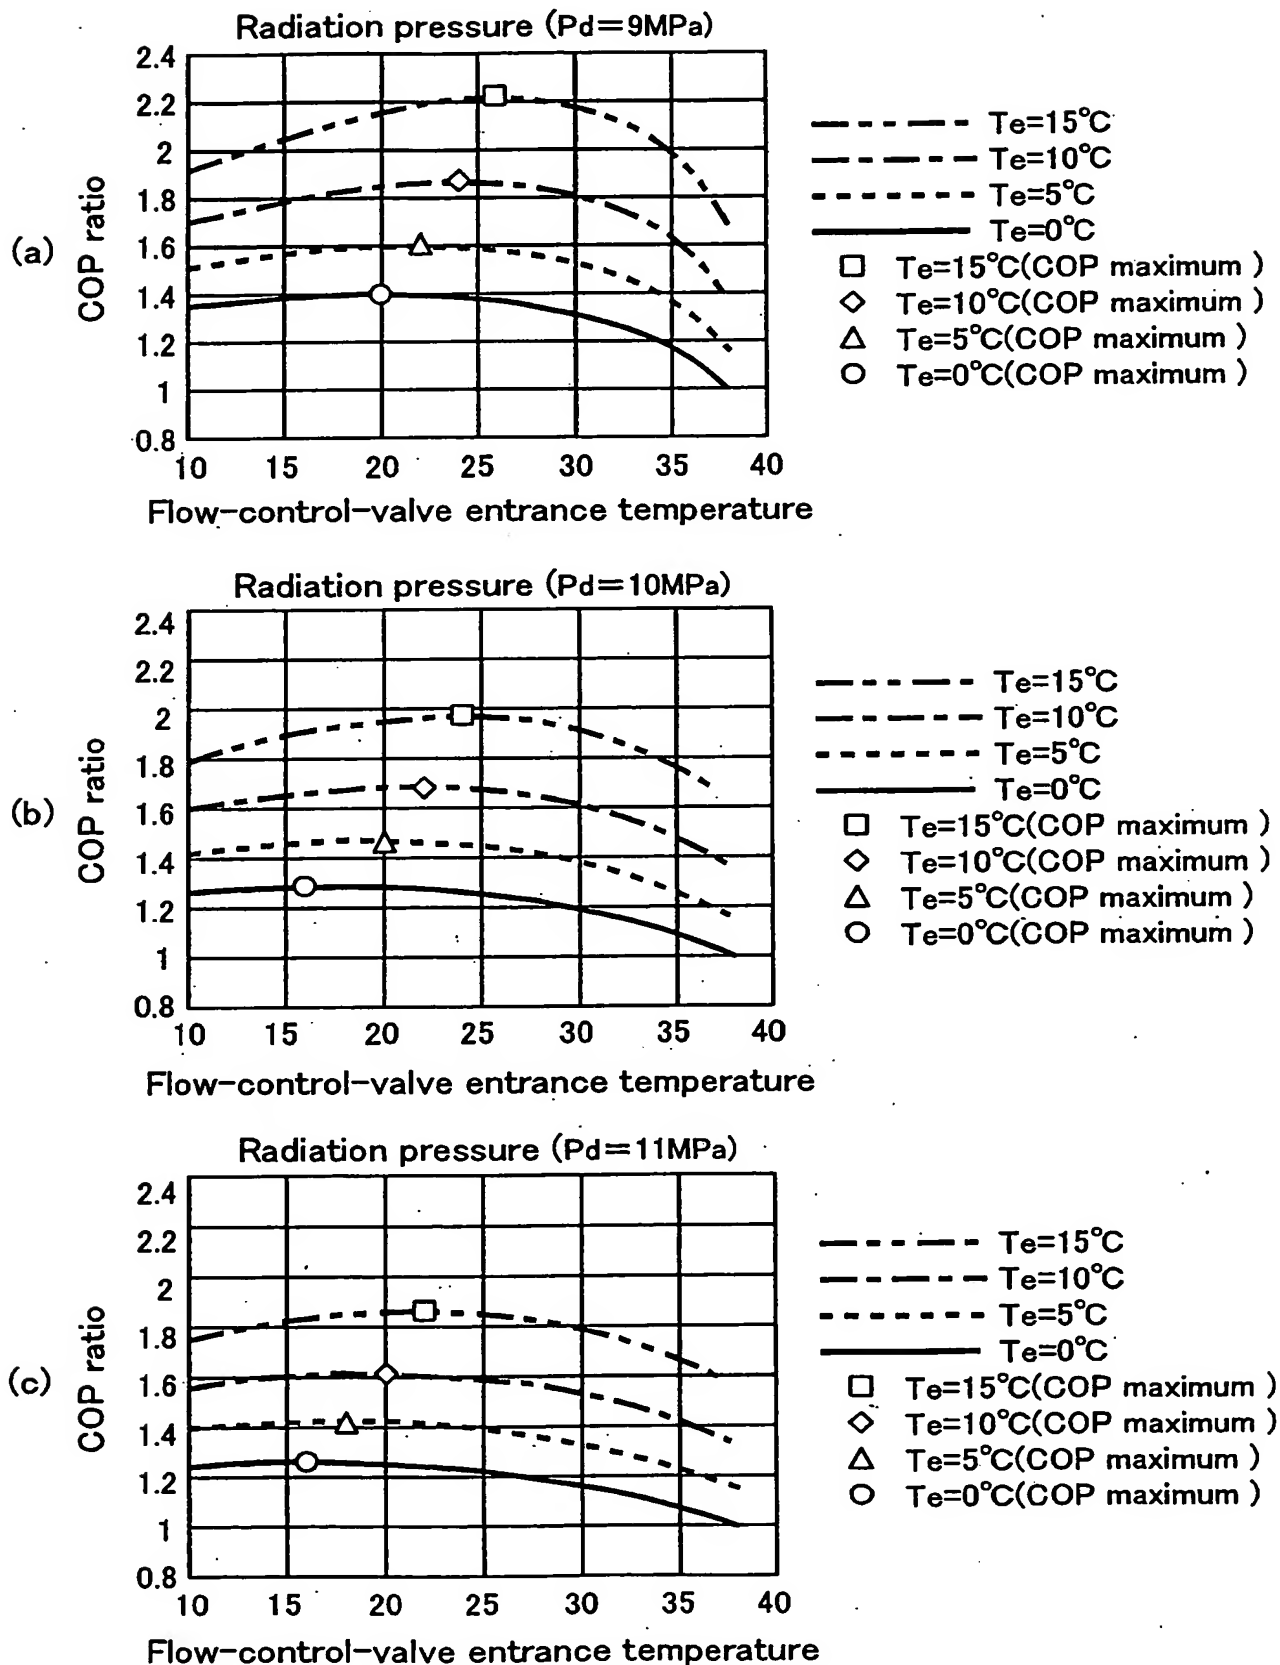 Radiation pressure (Pd=9MPa)
2.4
2.2
2
1.8
1.6
1.4
1.2
1
0.8
COP ratio
(a)
10 15 20 25 30 35 40
Flow-control-valve entrance temperature
Te=15°C
Te=10°C
Te=5°C
Te=0°C
Te=15°C(COP maximum )
Te=10°C(COP maximum )
Te=5°C(COP maximum )
Te=0°C(COP maximum )
Radiation pressure (Pd=10MPa)
2.4
2.2
2
1.8
1.6
1.4
1.2
1
0.8
COP ratio
(b)
10 15 20 25 30 35 40
Flow-control-valve entrance temperature
Te=15°C
Te=10°C
Te=5°C
Te=0°C
Te=15°C(COP maximum )
Te=10°C(COP maximum )
Te=5°C(COP maximum )
Te=0°C(COP maximum )
Radiation pressure (Pd=11MPa)
2.4
2.2
2
1.8
1.6
1.4
1.2
1
0.8
COP ratio
(c)
10 15 20 25 30 35 40
Flow-control-valve entrance temperature
Te=15°C
Te=10°C
Te=5°C
Te=0°C
Te=15°C(COP maximum )
Te=10°C(COP maximum )
Te=5°C(COP maximum )
Te=0°C(COP maximum )